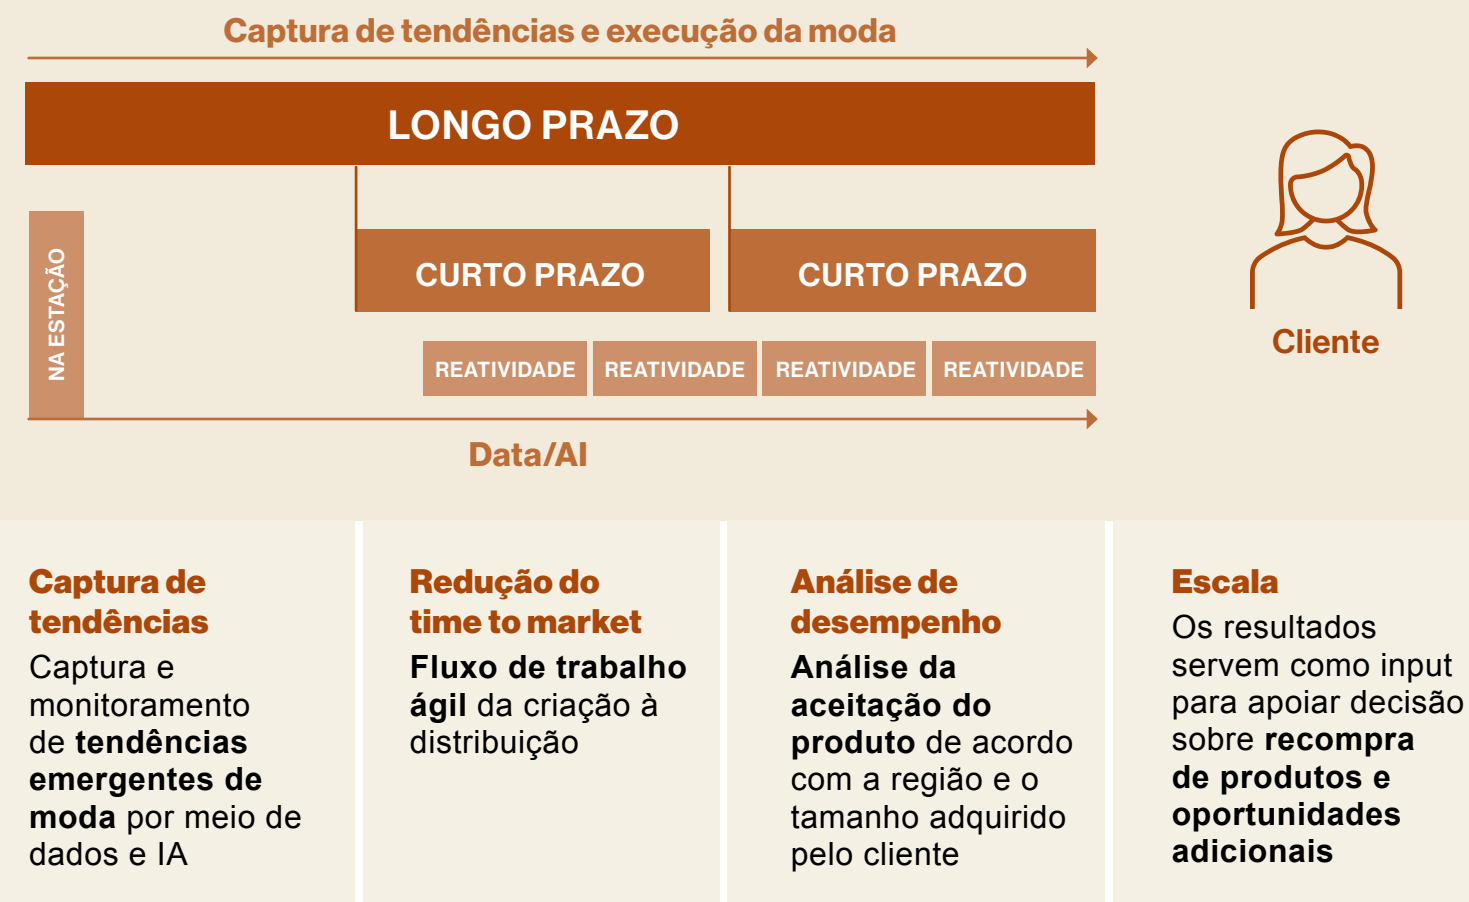 Captura de tendências e execução da moda
LONGO PRAZO
NA ESTAÇÃO
CURTO PRAZO
CURTO PRAZO
REATIVIDADE
REATIVIDADE
REATIVIDADE
REATIVIDADE
Data/AI
Cliente
Captura de
tendências
Captura e
monitoramento
de tendências
emergentes de
moda por meio de
dados e IA
Redução do
time to market
Fluxo de trabalho
ágil da criação à
distribuição
Análise de
desempenho
Análise da
aceitação do
produto de acordo
com a região e o
tamanho adquirido
pelo cliente
Escala
Os resultados
servem como input
para apoiar decisão
sobre recompra
de produtos e
oportunidades
adicionais